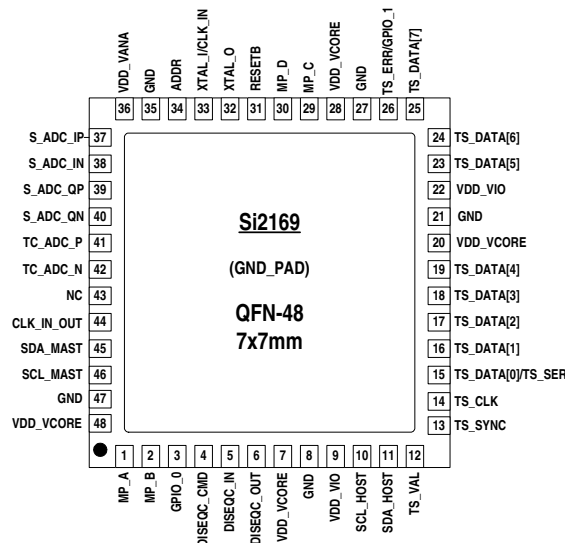 VDD_VANA
GND
ADDR
XTAL_I/CLK_IN
XTAL_O
RESETB
MP_D
MP_C
VDD_VCORE
GND
TS_ERR/GPIO_1
TS_DATA[7]
36 35 34 33 32 31 30 29 28 27 26 25
S_ADC_IP 37
S_ADC_IN 38
S_ADC_QP 39
S_ADC_QN 40
TC_ADC_P 41
TC_ADC_N 42
NC 43
CLK_IN_OUT 44
SDA_MAST 45
SCL_MAST 46
GND 47
VDD_VCORE 48
Si2169
(GND_PAD)
QFN-48
7x7mm
24 TS_DATA[6]
23 TS_DATA[5]
22 VDD_VIO
21 GND
20 VDD_VCORE
19 TS_DATA[4]
18 TS_DATA[3]
17 TS_DATA[2]
16 TS_DATA[1]
15 TS_DATA[0]/TS_SER
14 TS_CLK
13 TS_SYNC
1 2 3 4 5 6 7 8 9 10 11 12
MP_A
MP_B
GPIO_0
DISEQC_CMD
DISEQC_IN
DISEQC_OUT
VDD_VCORE
GND
VDD_VIO
SCL_HOST
SDA_HOST
TS_VAL